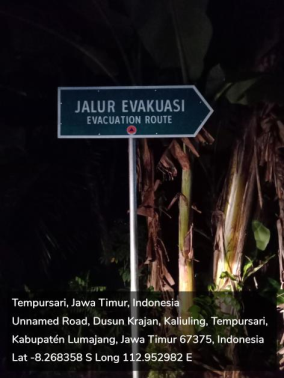 JALUR EVAKUASI
EVACUATION ROUTE
Tempursari, Jawa Timur, Indonesia
Unnamed Road, Dusun Krajan, Kaliuling, Tempursari,
Kabupatén Lumajang, Jawa Timur 67375, Indonesia
Lat -8.268358 S Long 112.952982 E